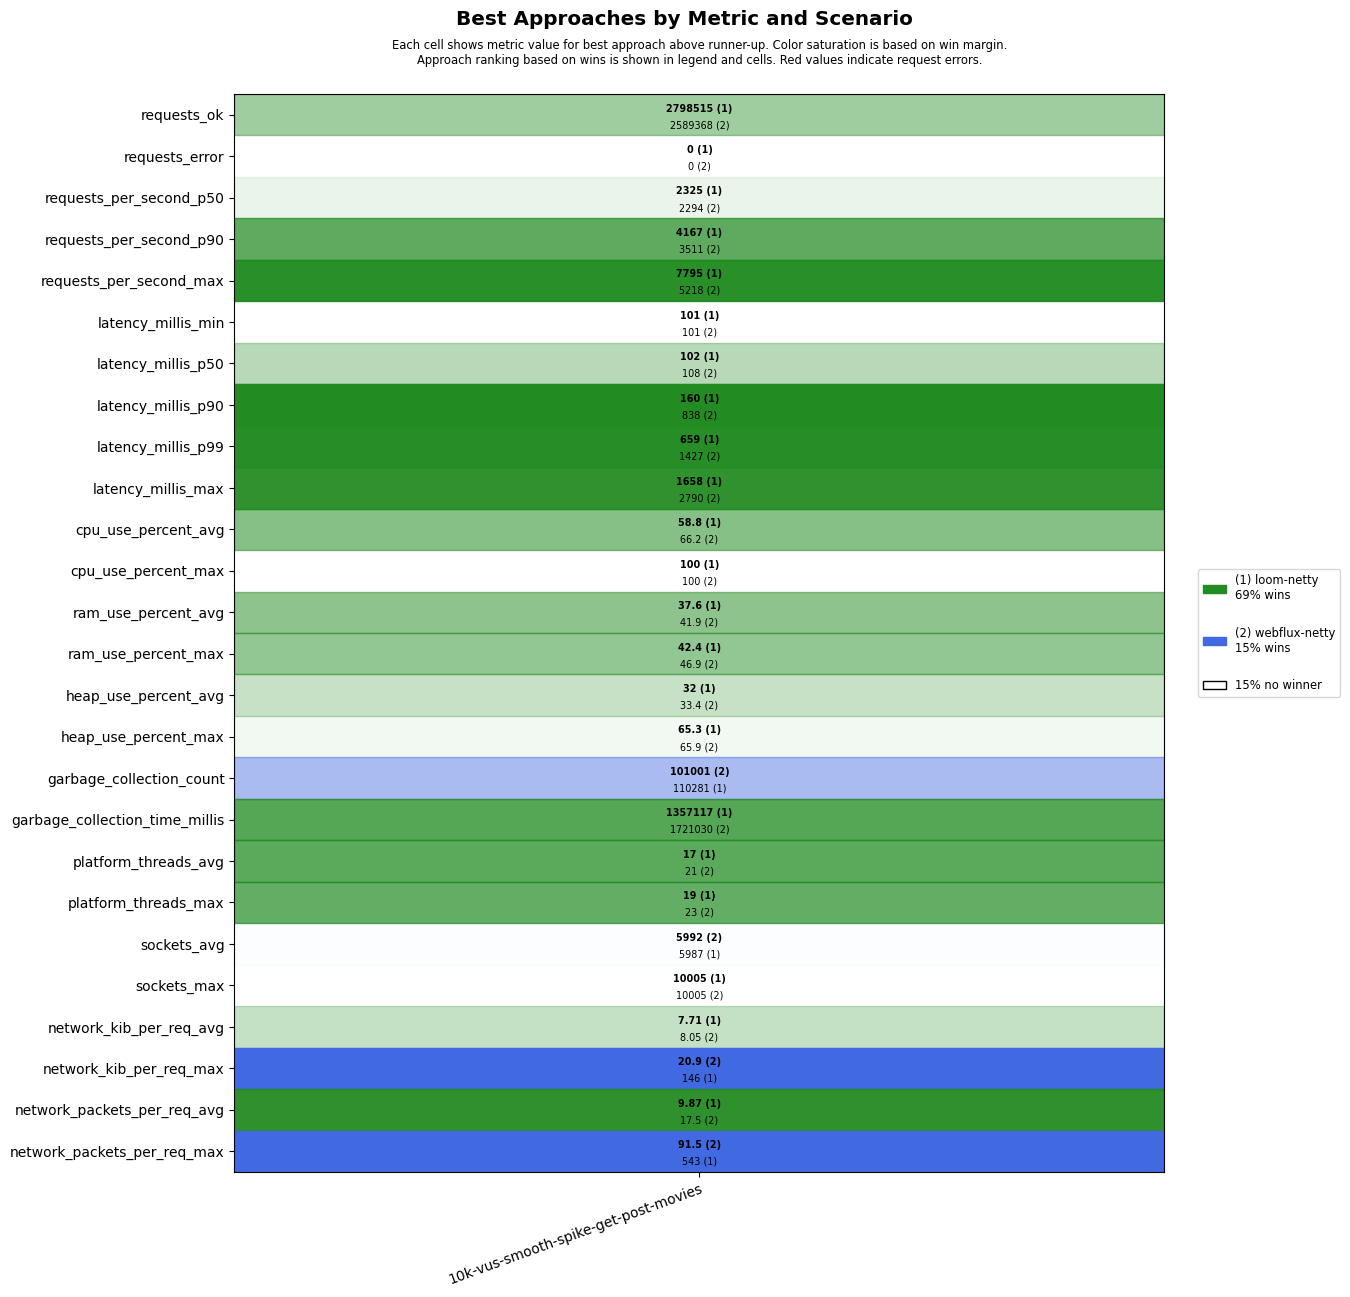 Best Approaches by Metric and Scenario
Each cell shows metric value for best approach above runner-up. Color saturation is based on win margin.
Approach ranking based on wins is shown in legend and cells. Red values indicate request errors.
requests_ok
2798515 (1)
2589368 (2)
requests_error
0 (1)
0 (2)
requests_per_second_p50
2325 (1)
2294 (2)
requests_per_second_p90
4167 (1)
3511 (2)
requests_per_second_max
7795 (1)
5218 (2)
latency_millis_min
101 (1)
101 (2)
latency_millis_p50
102 (1)
108 (2)
latency_millis_p90
160 (1)
838 (2)
latency_millis_p99
659 (1)
1427 (2)
latency_millis_max
1658 (1)
2790 (2)
cpu_use_percent_avg
58.8 (1)
66.2 (2)
cpu_use_percent_max
100 (1)
100 (2)
ram_use_percent_avg
37.6 (1)
41.9 (2)
ram_use_percent_max
42.4 (1)
46.9 (2)
heap_use_percent_avg
32 (1)
33.4 (2)
heap_use_percent_max
65.3 (1)
65.9 (2)
garbage_collection_count
101001 (2)
110281 (1)
garbage_collection_time_millis
1357117 (1)
1721030 (2)
platform_threads_avg
17 (1)
21 (2)
platform_threads_max
19 (1)
23 (2)
sockets_avg
5992 (2)
5987 (1)
sockets_max
10005 (1)
10005 (2)
network_kib_per_req_avg
7.71 (1)
8.05 (2)
network_kib_per_req_max
20.9 (2)
146 (1)
network_packets_per_req_avg
9.87 (1)
17.5 (2)
network_packets_per_req_max
91.5 (2)
543 (1)
10k-vus-smooth-spike-get-post-movies
(1) loom-netty
69% wins
(2) webflux-netty
15% wins
15% no winner